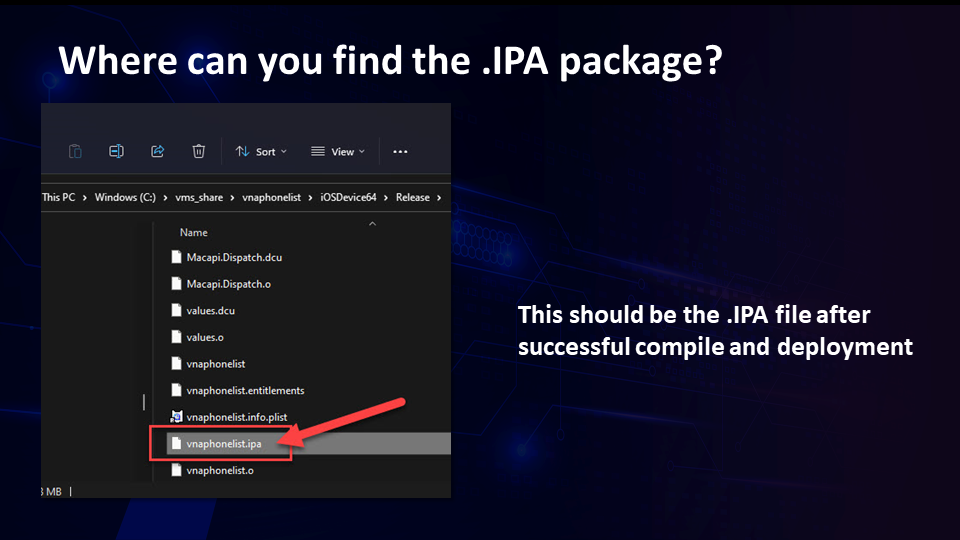 Where can you find the .IPA package?
Sort View •••
This PC > Windows (C:) > vms_share > vnaphonelist > iOSDevice64 > Release >
Name
Macapi.Dispatch.dcu
Macapi.Dispatch.o
values.dcu
values.o
vnaphonelist
vnaphonelist.entitlements
vnaphonelist.info.plist
vnaphonelist.ipa
vnaphonelist.o
MB
This should be the .IPA file after
successful compile and deployment